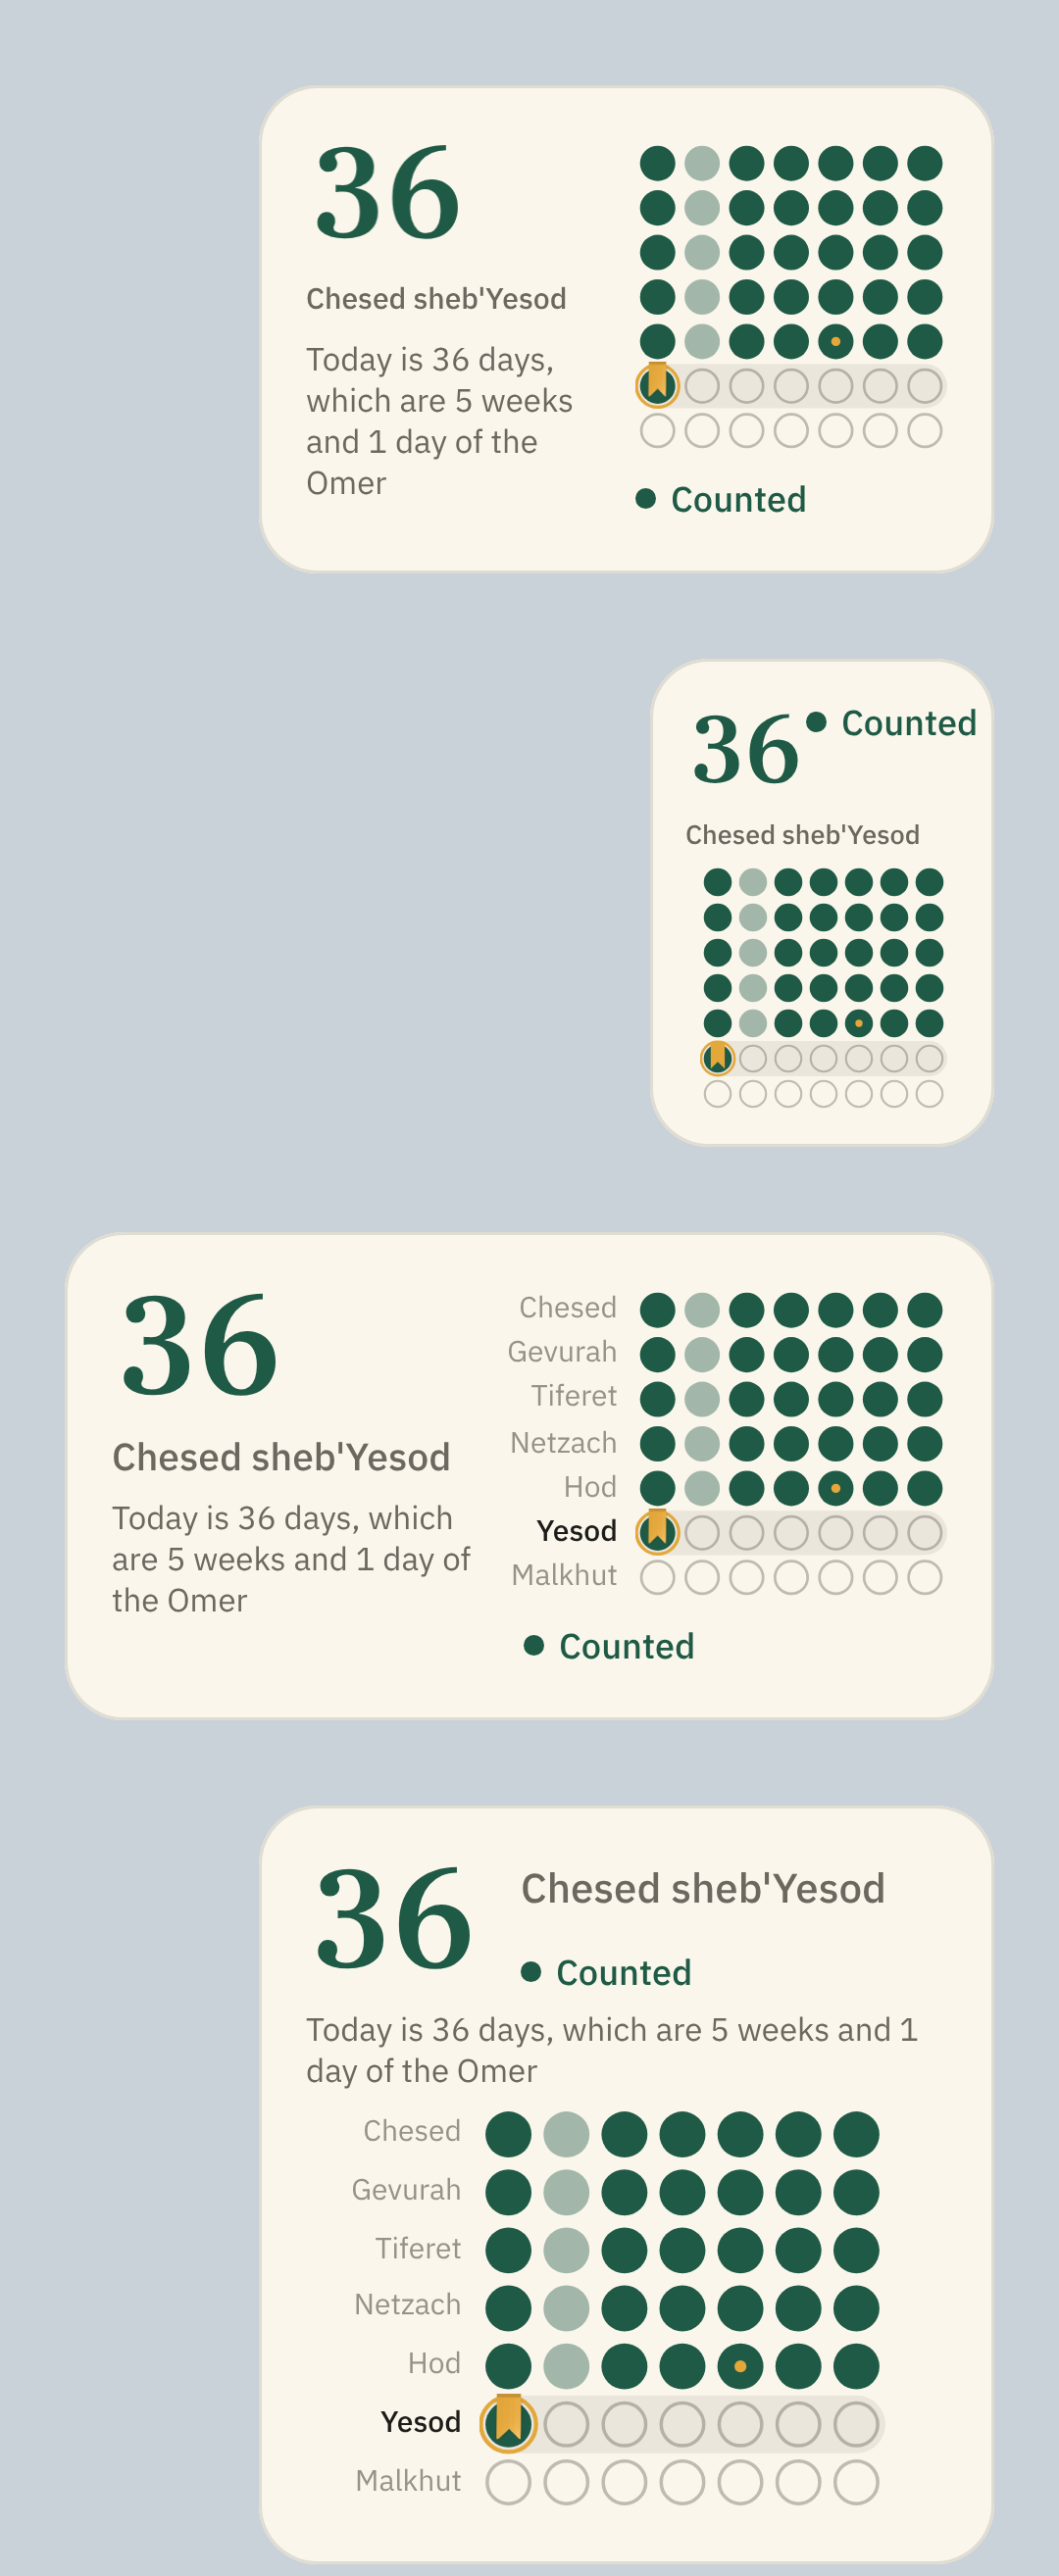 36
Chesed sheb'Yesod
Today is 36 days,
which are 5 weeks
and 1 day of the
Omer
Counted
36
Counted
Chesed sheb'Yesod
36
Chesed sheb'Yesod
Today is 36 days, which
are 5 weeks and 1 day of
the Omer
Chesed
Gevurah
Tiferet
Netzach
Hod
Yesod
Malkhut
Counted
36
Chesed sheb'Yesod
Counted
Today is 36 days, which are 5 weeks and 1
day of the Omer
Chesed
Gevurah
Tiferet
Netzach
Hod
Yesod
Malkhut